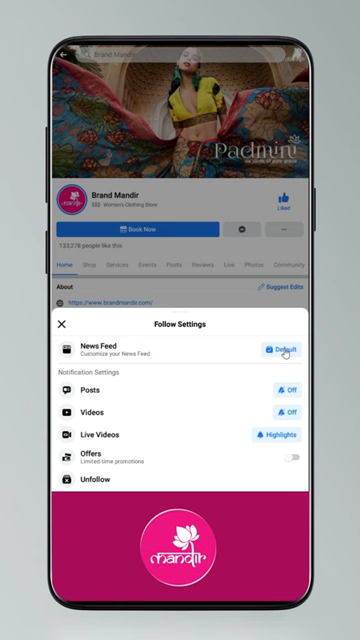 Brand Mandir
Padmini
Brand Mandir
$$$ Women's Clothing Store
Liked
Book Now
133,278 people like this
Home Shop Services Events Posts Reviews Live Photos Community
About
Suggest Edits
https://www.brandmandir.com/
Follow Settings
News Feed
Customize your News Feed
Default
Notification Settings
Posts
Off
Videos
Off
Live Videos
Highlights
Offers
Limited-time promotions
Unfollow
mandir